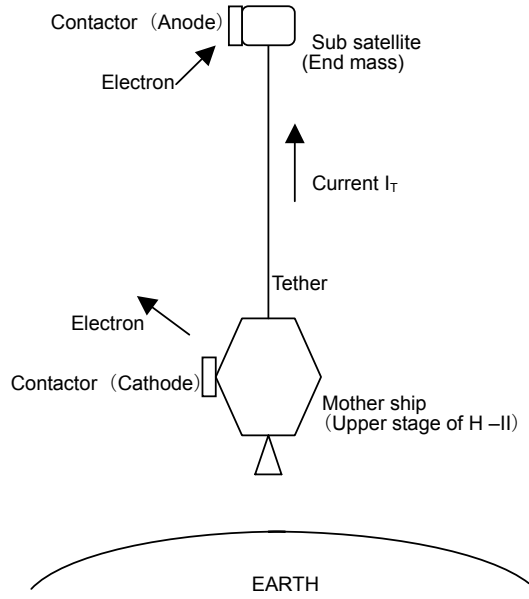 Contactor（Anode）
Sub satellite
(End mass)
Electron
Current I_T
Tether
Electron
Contactor（Cathode）
Mother ship
（Upper stage of H –II）
EARTH